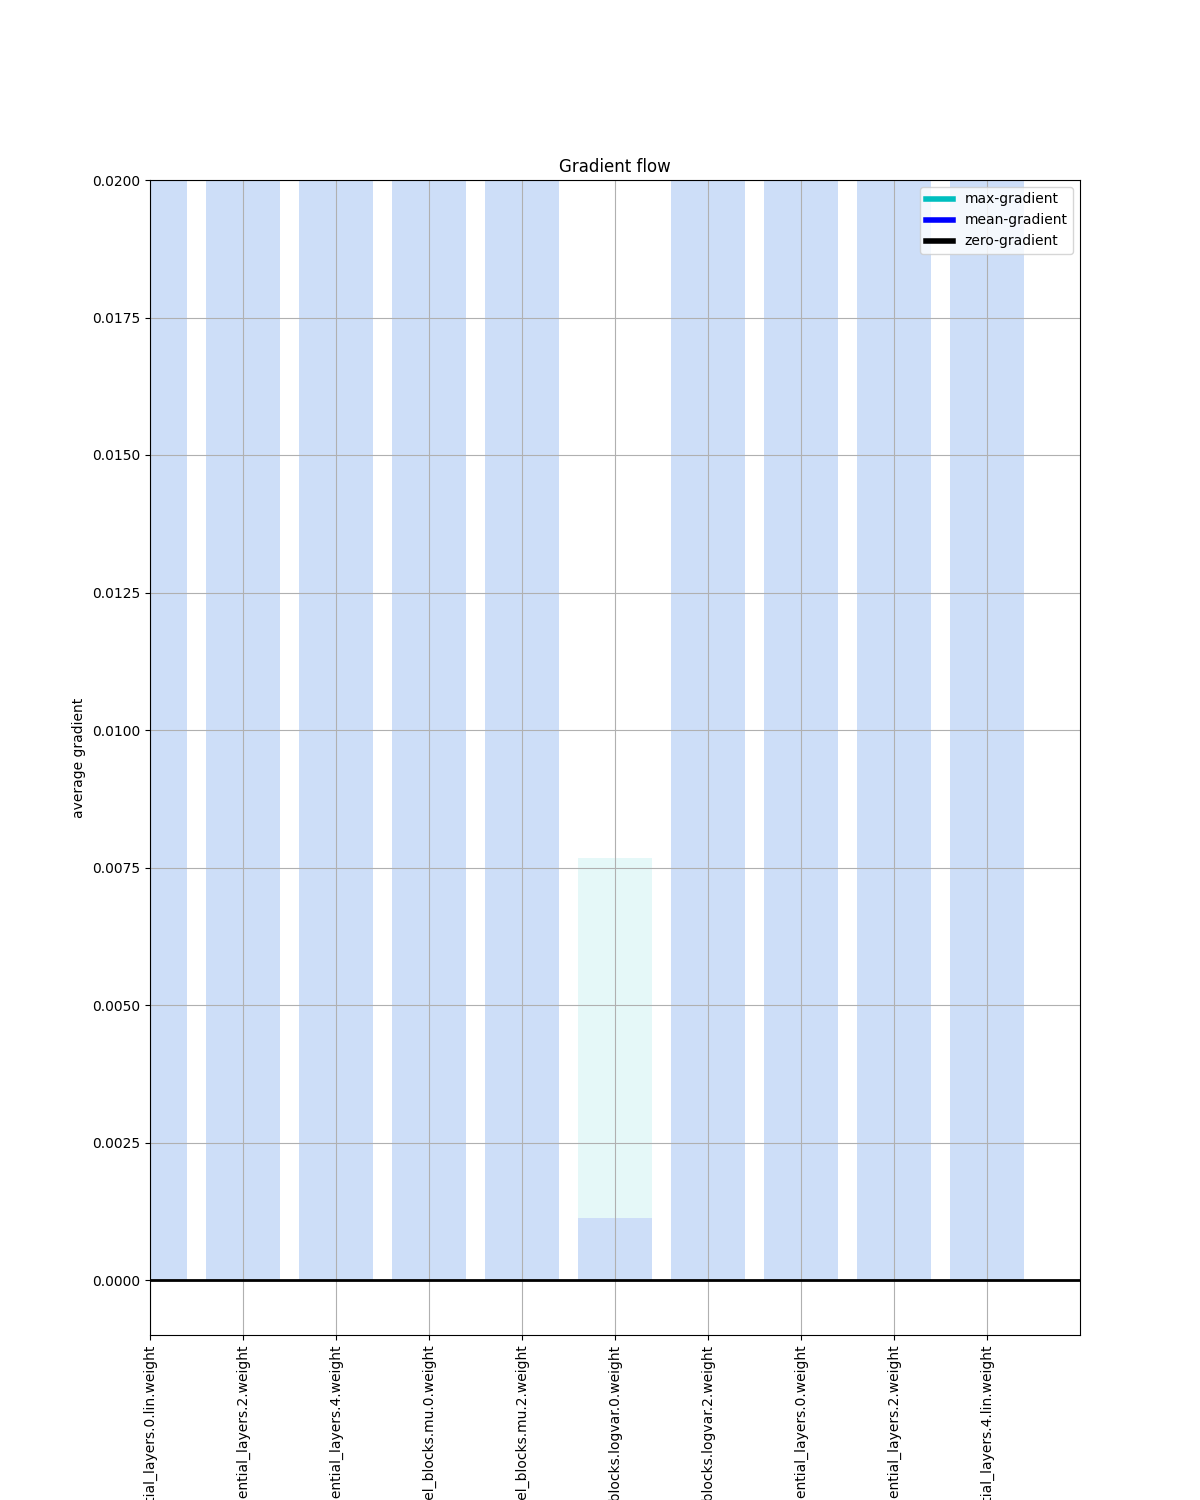 Gradient flow
max-gradient
mean-gradient
zero-gradient
0.0200
0.0175
0.0150
0.0125
0.0100
0.0075
0.0050
0.0025
0.0000
average gradient
tial_layers.0.lin.weight
ential_layers.2.weight
ential_layers.4.weight
el_blocks.mu.0.weight
el_blocks.mu.2.weight
blocks.logvar.0.weight
blocks.logvar.2.weight
ential_layers.0.weight
ential_layers.2.weight
tial_layers.4.lin.weight